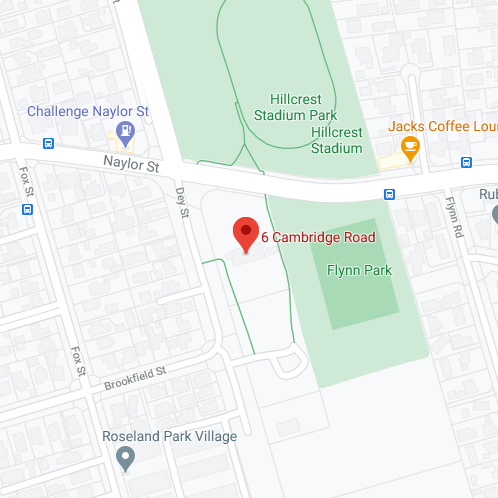 Hillcrest
Stadium Park
Challenge Naylor St
Hillcrest
Stadium
Jacks Coffee Lou
Naylor St
Fox St
Dey St
Flynn Rd
Rub
6 Cambridge Road
Flynn Park
Fox St
Brookfield St
Roseland Park Village